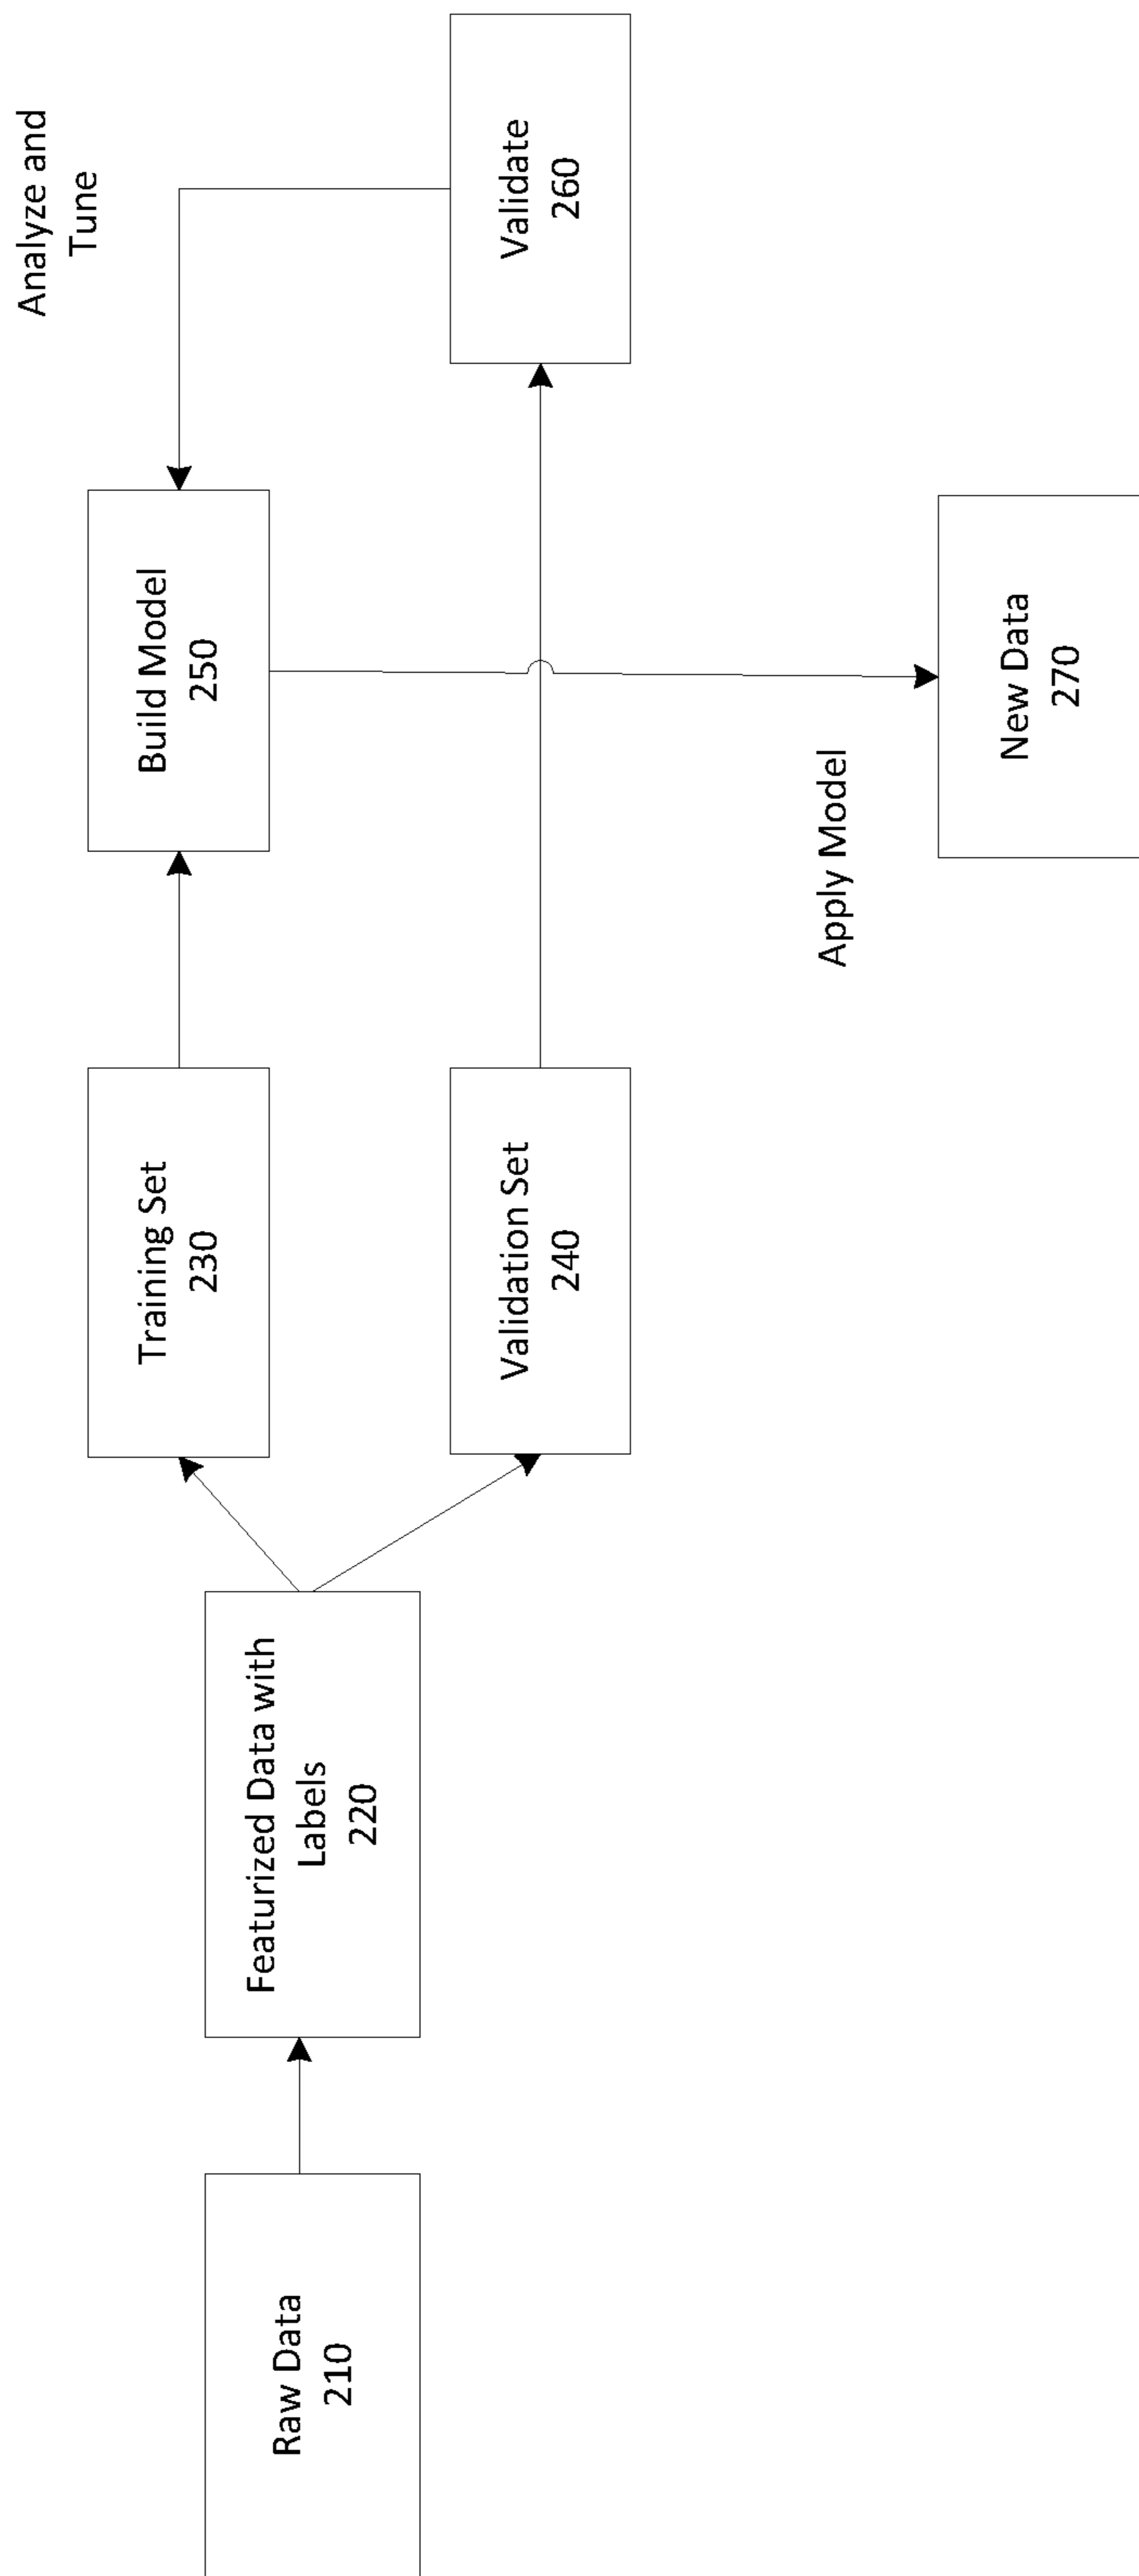 Raw Data
210
Featurized Data with
Labels
220
Training Set
230
Validation Set
240
Build Model
250
Analyze and
Tune
Validate
260
Apply Model
New Data
270